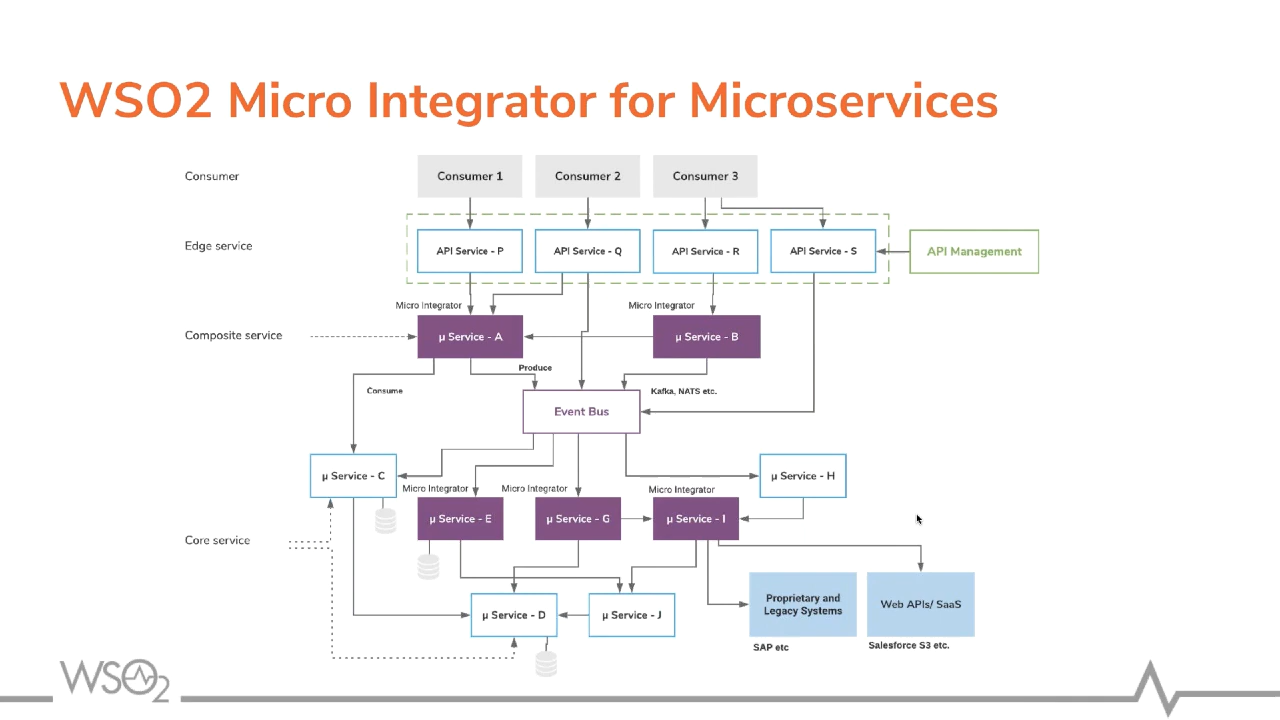 WSO2 Micro Integrator for Microservices
Consumer
Consumer 1
Consumer 2
Consumer 3
Edge service
API Service - P
API Service - Q
API Service - R
API Service - S
API Management
Micro Integrator
Micro Integrator
Composite service
µ Service - A
µ Service - B
Produce
Consume
Kafka, NATS etc.
Event Bus
µ Service - C
µ Service - H
Micro Integrator
Micro Integrator
Micro Integrator
µ Service - E
µ Service - G
µ Service - I
Core service
µ Service - D
µ Service - J
Proprietary and
Legacy Systems
Web APIs/ SaaS
SAP etc
Salesforce S3 etc.
WSO2